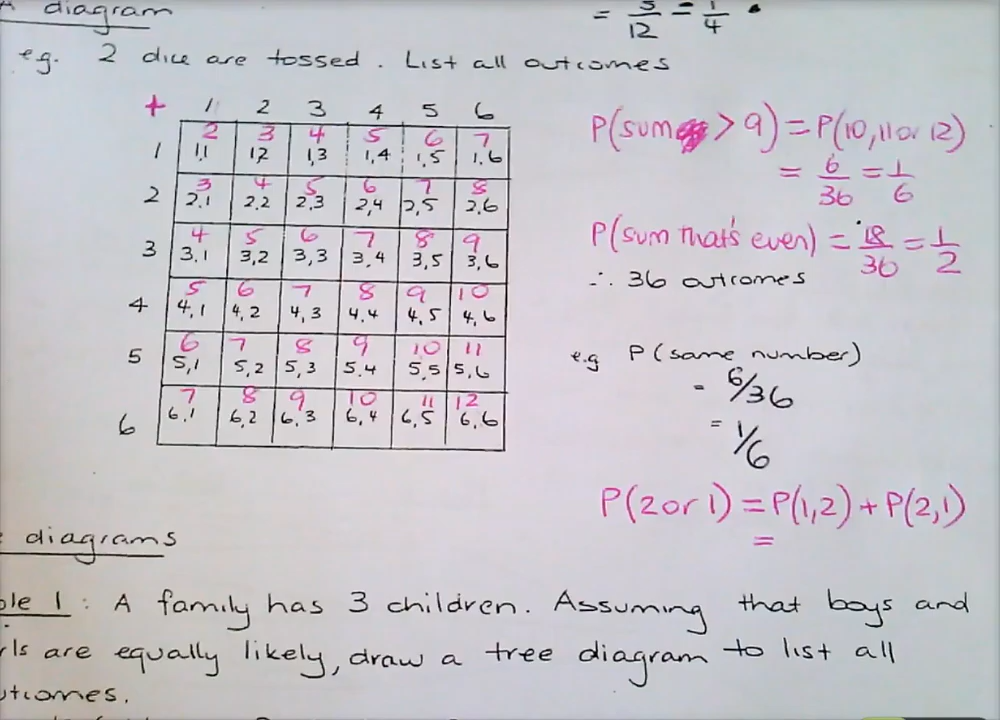 diagram
= 3/12 = 1/4
eg. 2 dice are tossed. List all outcomes
+ 1 2 3 4 5 6
2 3 4 5 6 7
1 1,1 1,2 1,3 1,4 1,5 1,6
3 4 5 6 7 8
2 2,1 2,2 2,3 2,4 2,5 2,6
4 5 6 7 8 9
3 3,1 3,2 3,3 3,4 3,5 3,6
5 6 7 8 9 10
4 4,1 4,2 4,3 4,4 4,5 4,6
6 7 8 9 10 11
5 5,1 5,2 5,3 5,4 5,5 5,6
7 8 9 10 11 12
6 6,1 6,2 6,3 6,4 6,5 6,6
P(sum > 9) = P(10, 11 or 12)
= 6/36 = 1/6
P(sum that's even) = 18/36 = 1/2
∴ 36 outcomes
e.g P (same number)
= 6/36
= 1/6
P(2 or 1) = P(1,2) + P(2,1)
=
diagrams
ple 1 : A family has 3 children. Assuming that boys and
rls are equally likely, draw a tree diagram to list all
utcomes.